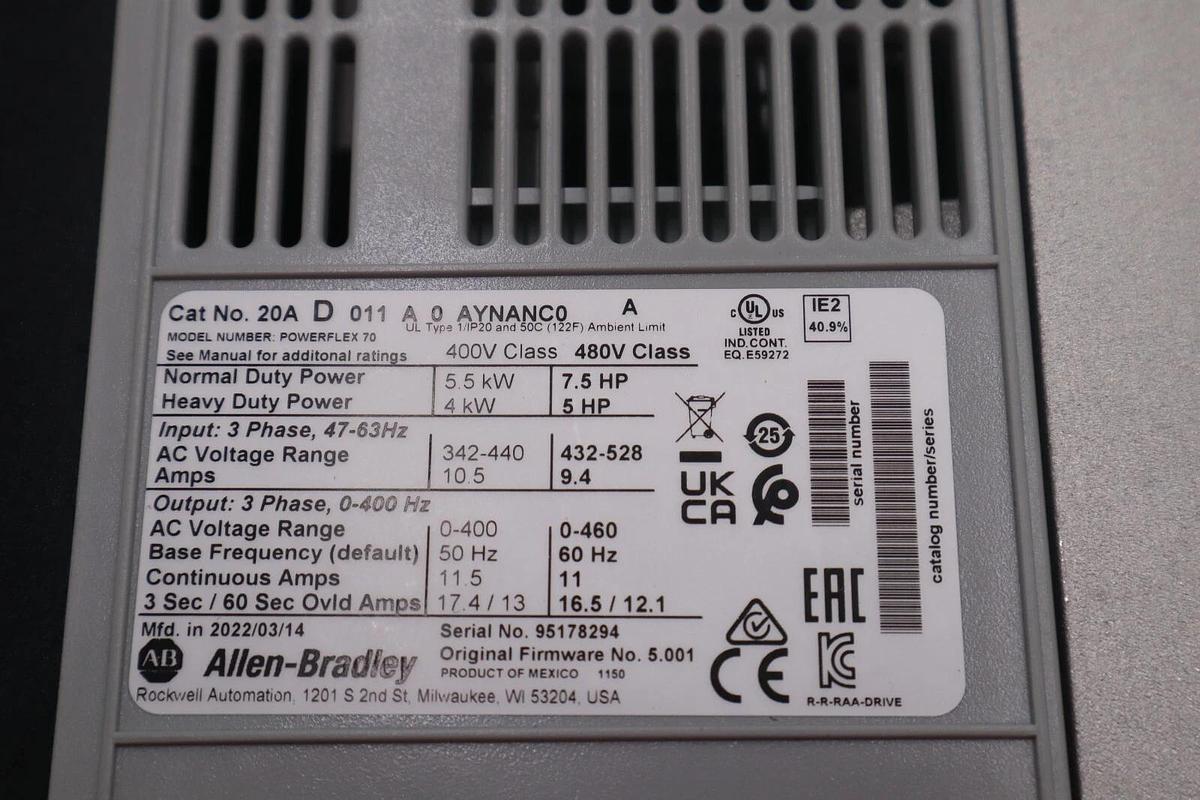 Cat No. 20A D 011 A 0 AYNANC0 A
UL Type 1/IP20 and 50C (122F) Ambient Limit
MODEL NUMBER: POWERFLEX 70
See Manual for additonal ratings 400V Class 480V Class
Normal Duty Power 5.5 kW 7.5 HP
Heavy Duty Power 4 kW 5 HP
Input: 3 Phase, 47-63Hz
AC Voltage Range 342-440 432-528
Amps 10.5 9.4
Output: 3 Phase, 0-400 Hz
AC Voltage Range 0-400 0-460
Base Frequency (default) 50 Hz 60 Hz
Continuous Amps 11.5 11
3 Sec / 60 Sec Ovld Amps 17.4 / 13 16.5 / 12.1
Mfd. in 2022/03/14 Serial No. 95178294
Original Firmware No. 5.001
PRODUCT OF MEXICO 1150
AB Allen-Bradley
Rockwell Automation, 1201 S 2nd St, Milwaukee, WI 53204, USA
C UL US
LISTED
IND.CONT.
EQ.E59272
IE2
40.9%
25
UK
CA
serial number
catalog number/series
EAC
CE
KC
R-R-RAA-DRIVE